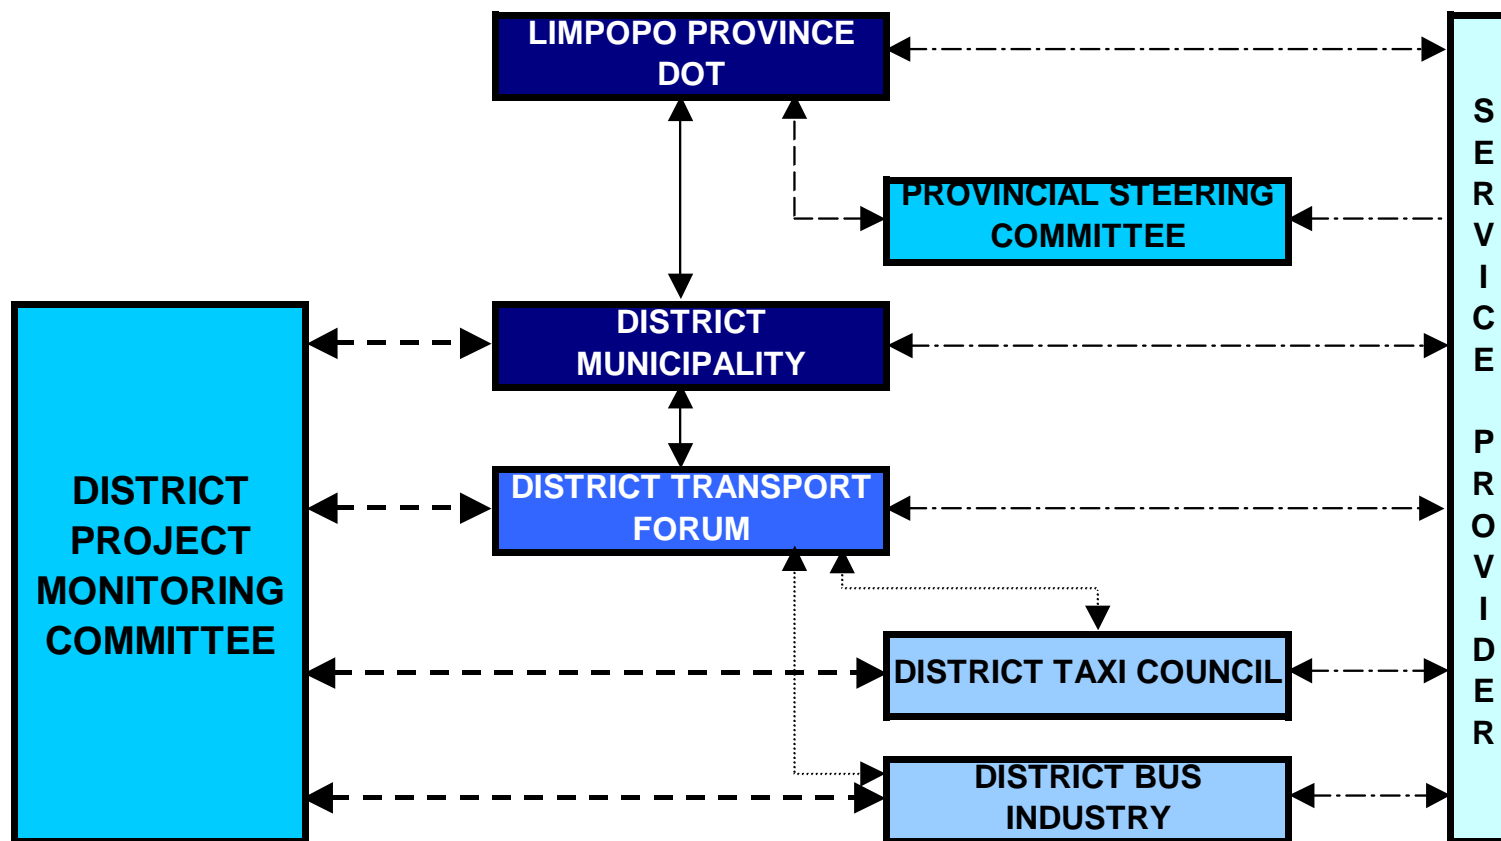 LIMPOPO PROVINCE
DOT
PROVINCIAL STEERING
COMMITTEE
DISTRICT
MUNICIPALITY
DISTRICT TRANSPORT
FORUM
DISTRICT
PROJECT
MONITORING
COMMITTEE
DISTRICT TAXI COUNCIL
DISTRICT BUS
INDUSTRY
S
E
R
V
I
C
E
P
R
O
V
I
D
E
R